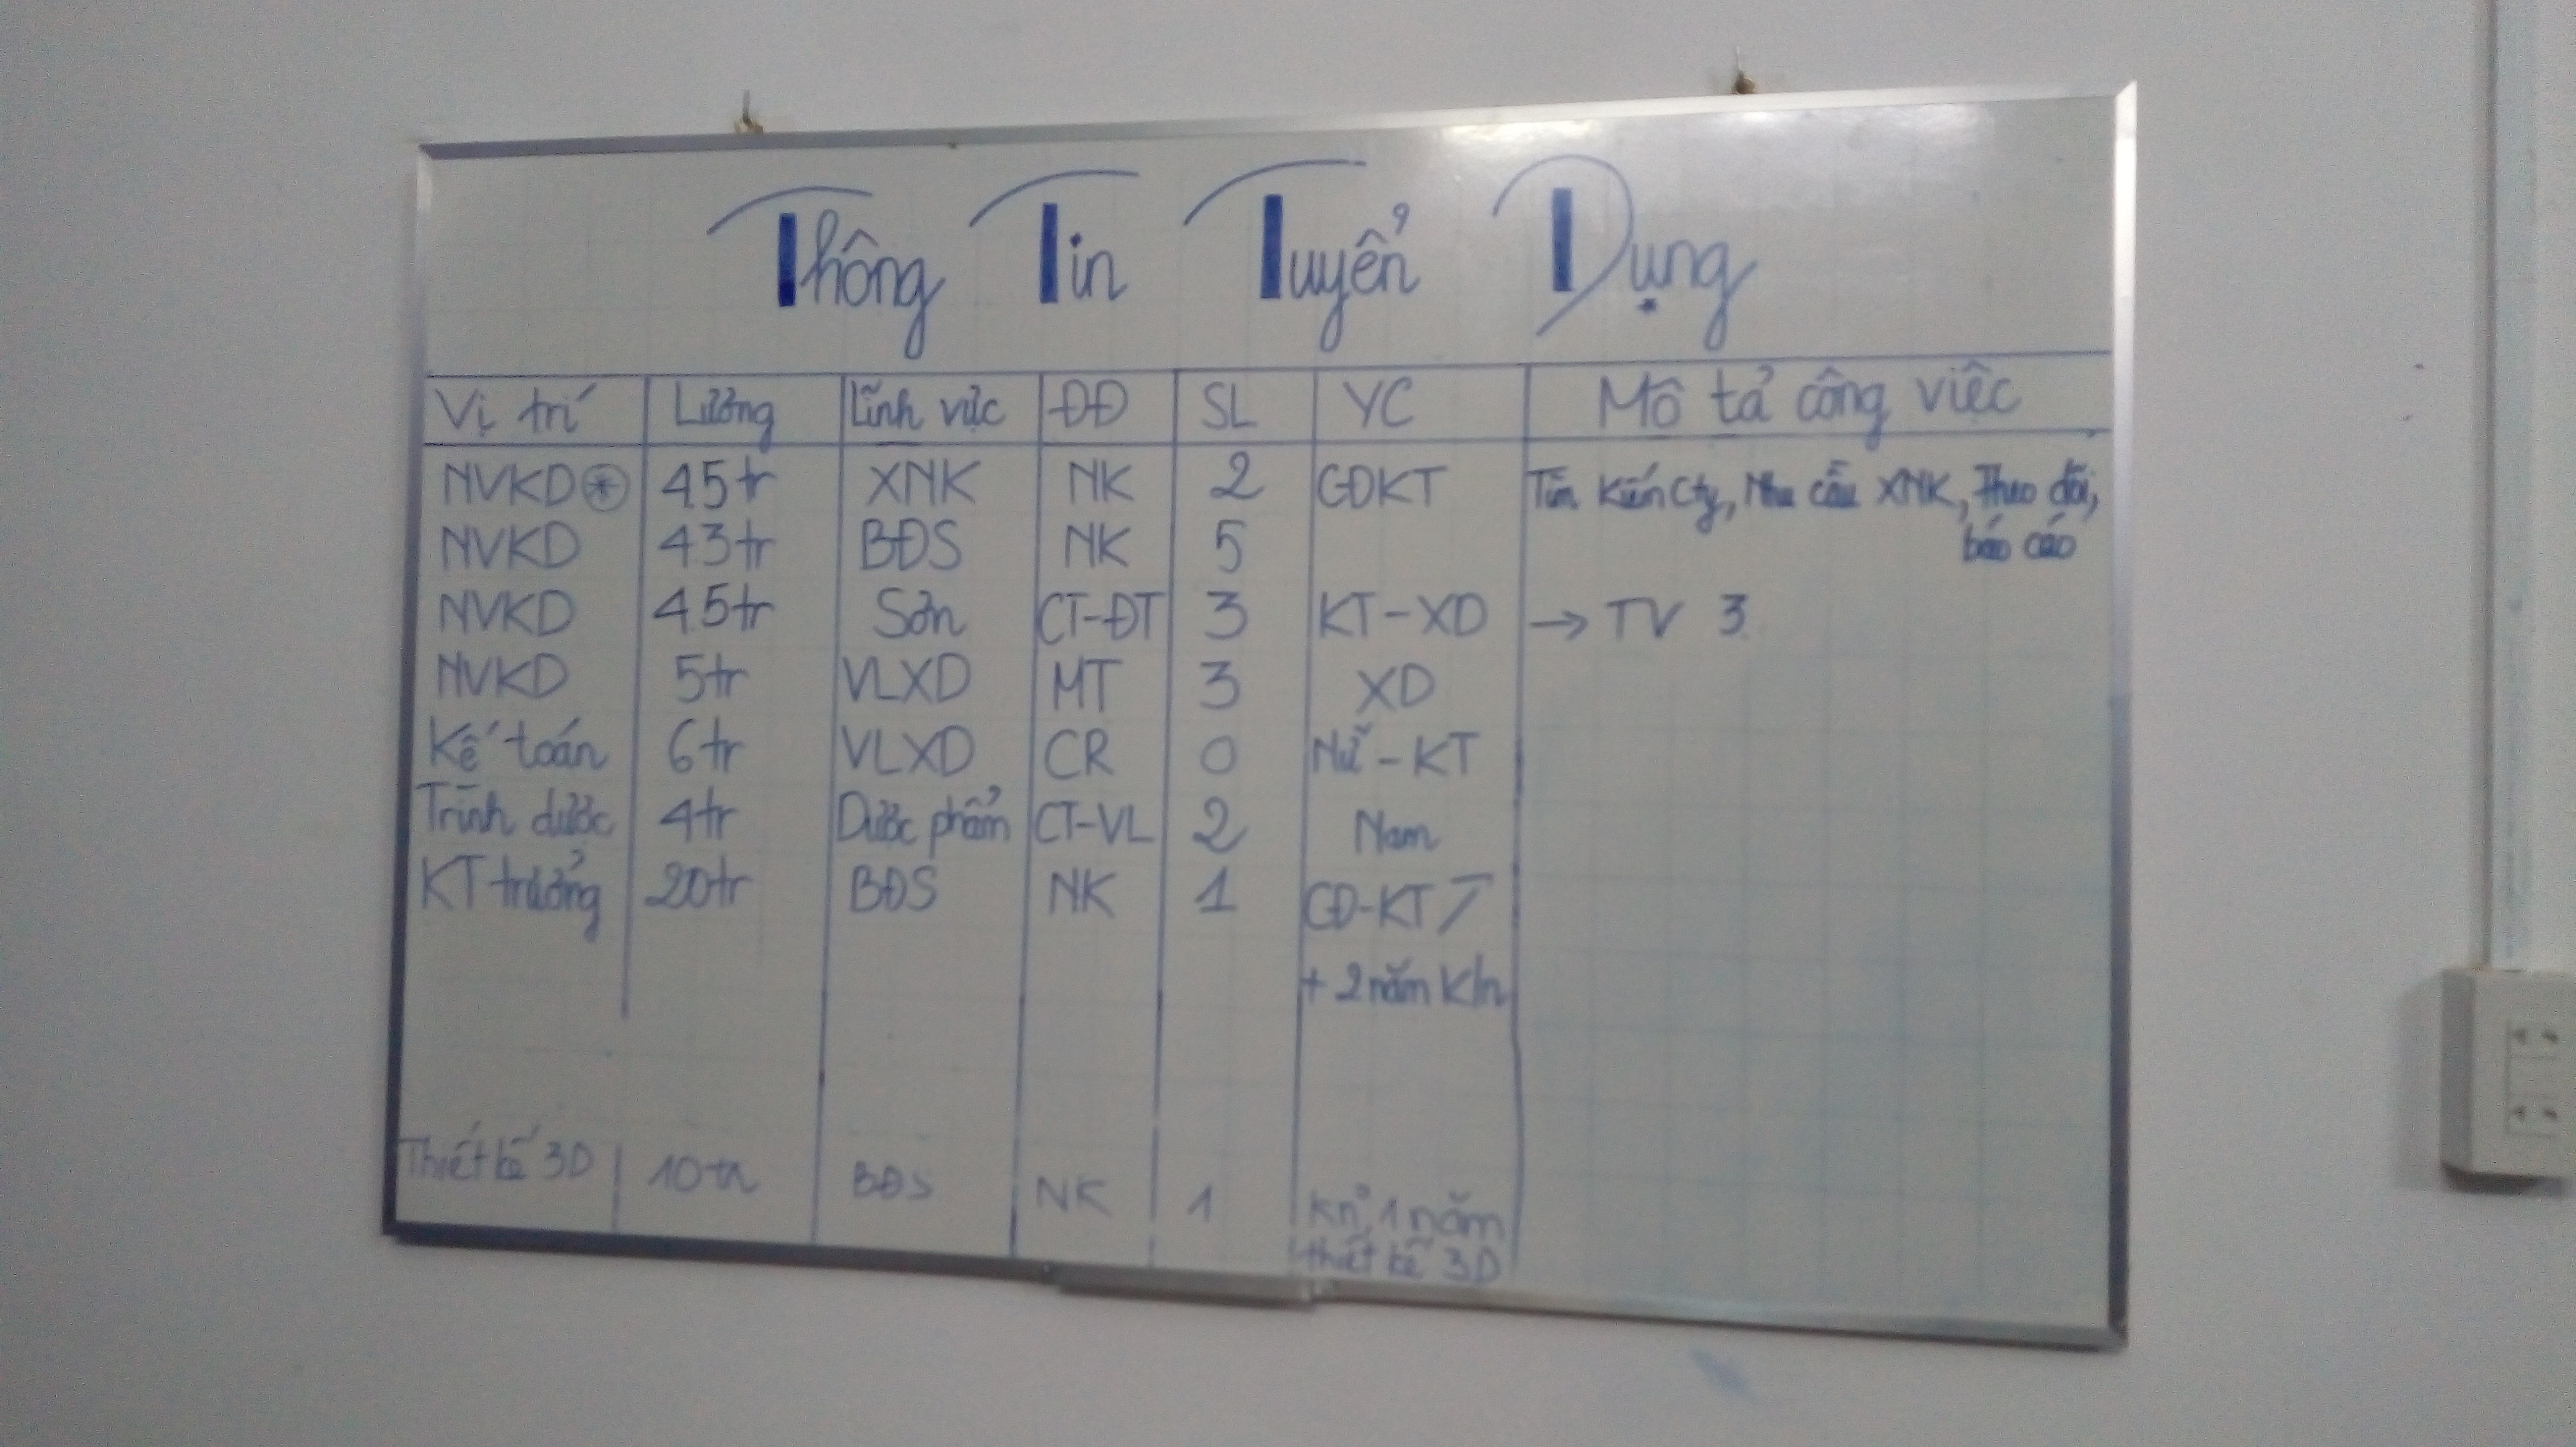 Thông Tin Tuyển Dụng
Vị trí Lương Lĩnh vực ĐĐ SL YC Mô tả công việc
NVKD * 4.5tr XNK NK 2 CĐKT Tìm Kiến Cty, Nhu cầu XNK, Theo dõi,
báo cáo
NVKD 43tr BĐS NK 5
NVKD 4.5tr Sơn CT-ĐT 3 KT-XD → TV 3
NVKD 5tr VLXD MT 3 XD
Kế toán 6tr VLXD CR 0 Nữ-KT
Trình dược 4tr Dược phẩm CT-VL 2 Nam
KT trưởng 20tr BĐS NK 1 CĐ-KT
+ 2 năm K/n
Thiết kế 3D 10tr BĐS NK 1 Kn 1 năm
thiết kế 3D